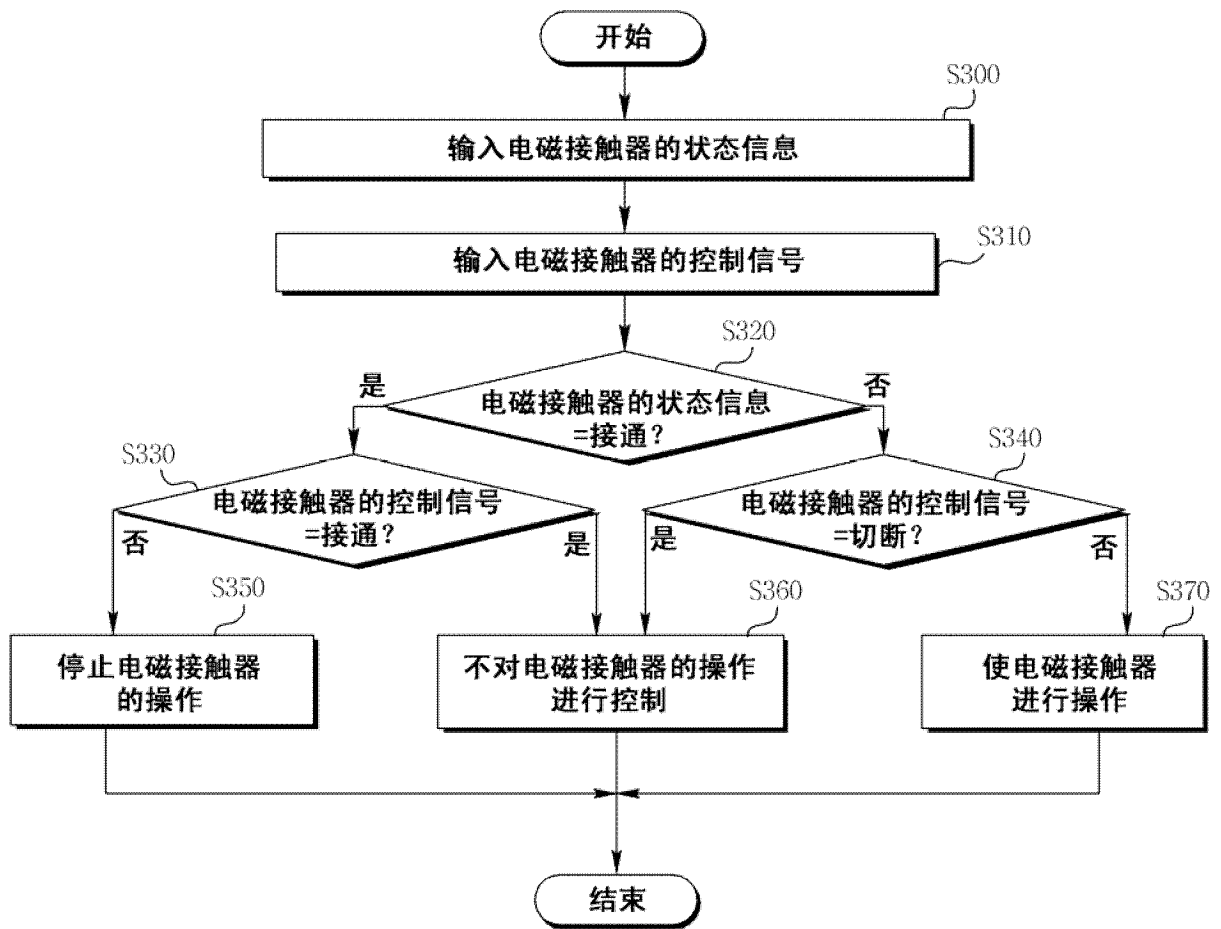 开始
S300
输入电磁接触器的状态信息
S310
输入电磁接触器的控制信号
S320
是
电磁接触器的状态信息
=接通?
否
S330
电磁接触器的控制信号
=接通?
否
是
S340
电磁接触器的控制信号
=切断?
是
否
S350
停止电磁接触器
的操作
S360
不对电磁接触器的操作
进行控制
S370
使电磁接触器
进行操作
结束